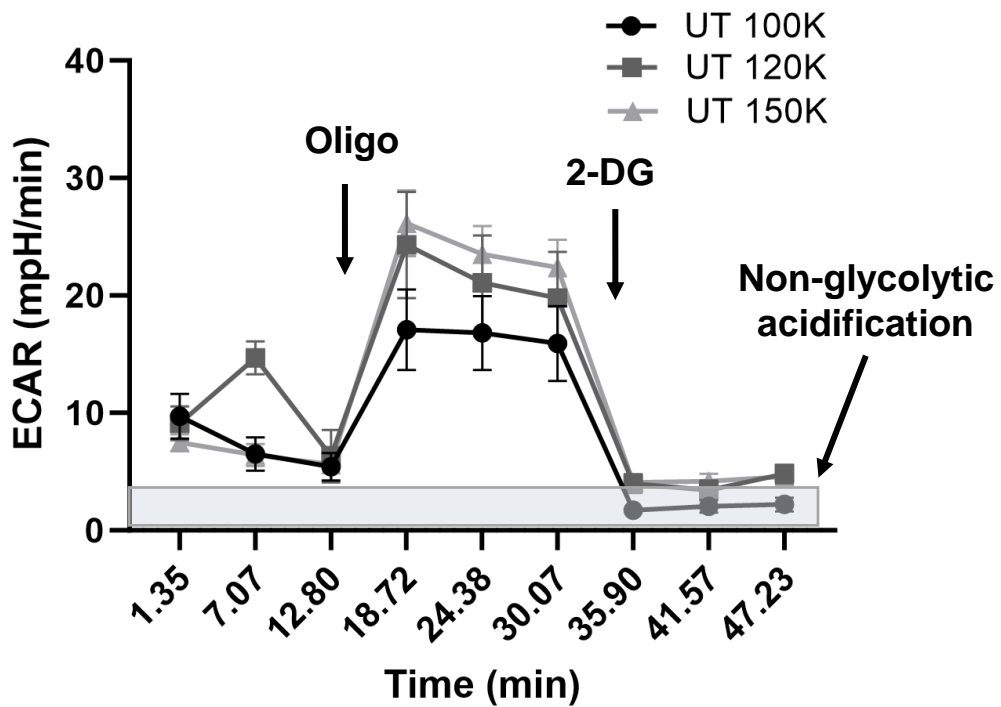 UT 100K
UT 120K
UT 150K
40
30
20
10
0
ECAR (mpH/min)
Oligo
2-DG
Non-glycolytic
acidification
1.35
7.07
12.80
18.72
24.38
30.07
35.90
41.57
47.23
Time (min)